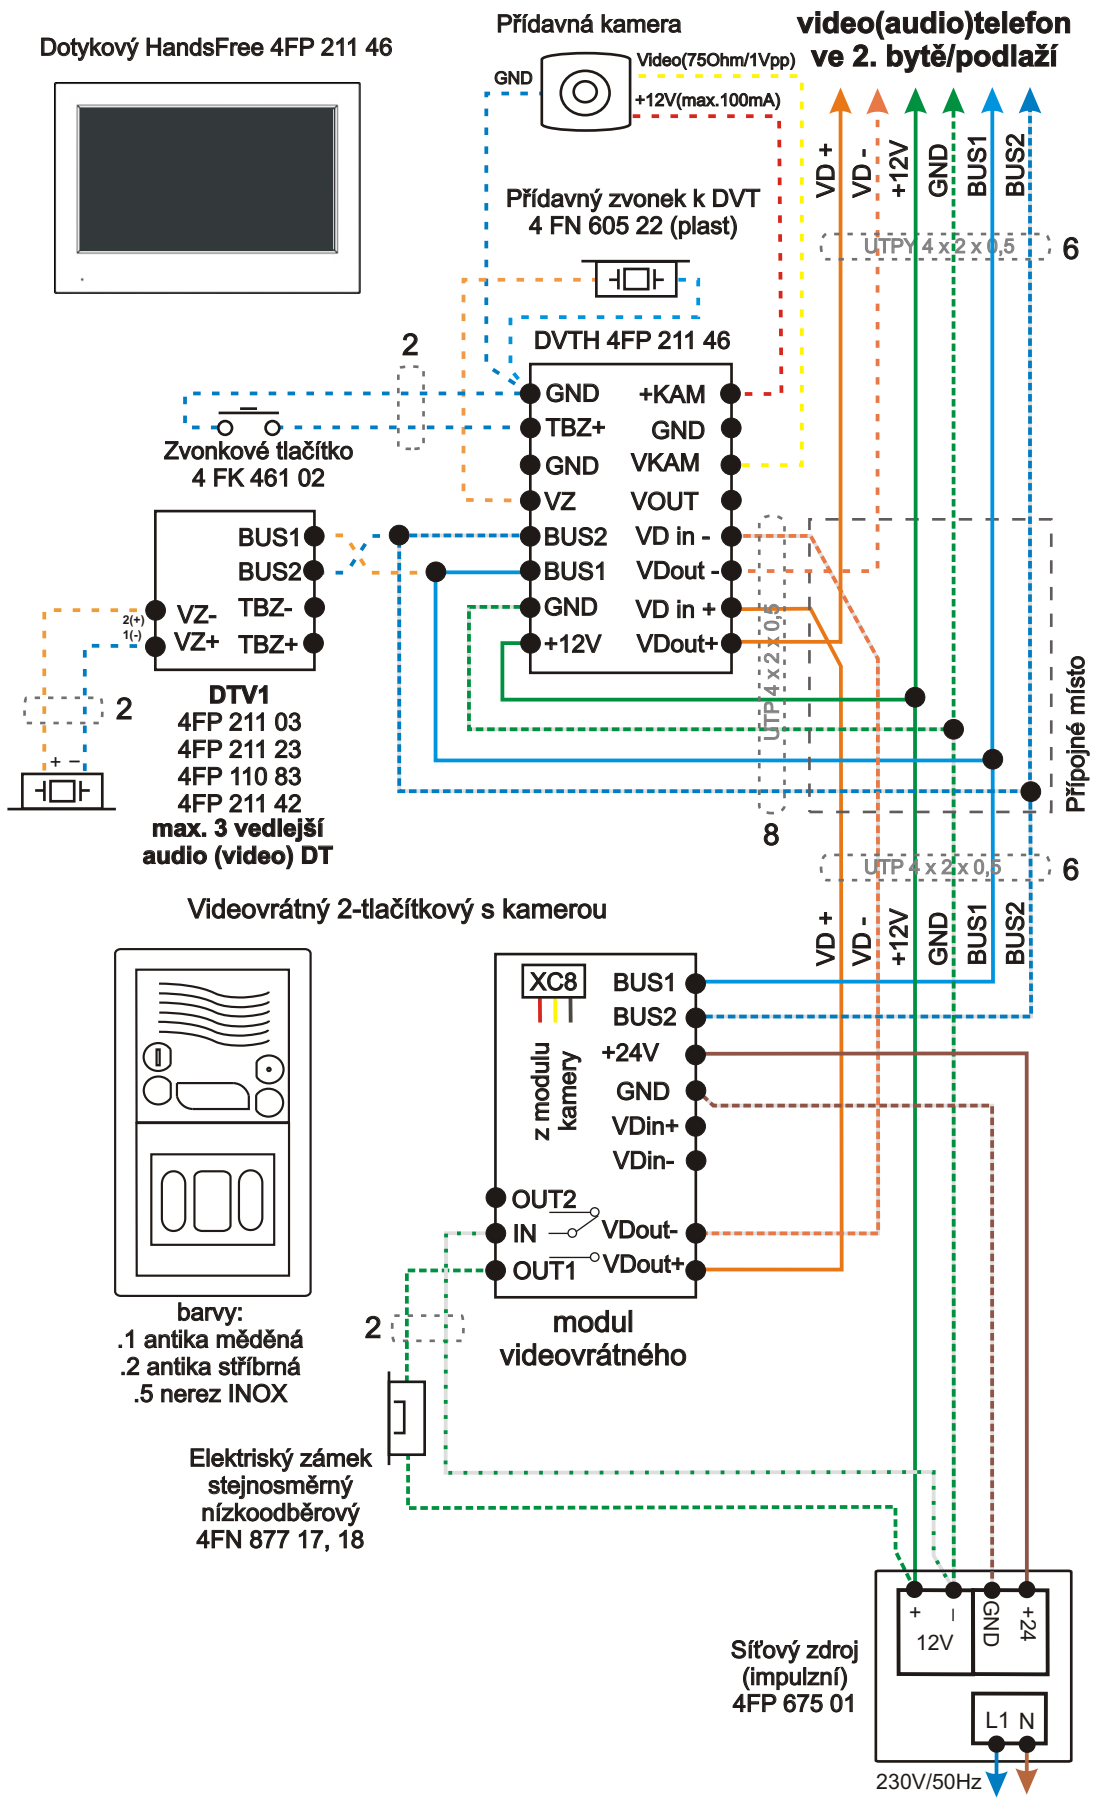 Přídavná kamera
video(audio)telefon
ve 2. bytě/podlaží
Dotykový HandsFree 4FP 211 46
GND
Video(75Ohm/1Vpp)
+12V(max.100mA)
VD +
VD -
+12V
GND
BUS1
BUS2
Přídavný zvonek k DVT
4 FN 605 22 (plast)
UTPY 4 x 2 x 0,5
6
DVTH 4FP 211 46
2
GND
TBZ+
GND
VZ
BUS2
BUS1
GND
+12V
+KAM
GND
VKAM
VOUT
VD in -
VDout -
VD in +
VDout+
Zvonkové tlačítko
4 FK 461 02
BUS1
BUS2
TBZ-
TBZ+
VZ-
VZ+
2(+)
1(-)
2
+ −
DTV1
4FP 211 03
4FP 211 23
4FP 110 83
4FP 211 42
max. 3 vedlejší
audio (video) DT
UTP 4 x 2 x 0,5
8
Přípojné místo
UTP 4 x 2 x 0,5
6
VD +
VD -
+12V
GND
BUS1
BUS2
Videovrátný 2-tlačítkový s kamerou
XC8
z modulu
kamery
BUS1
BUS2
+24V
GND
VDin+
VDin-
OUT2
IN
OUT1
VDout-
VDout+
modul
videovrátného
barvy:
.1 antika měděná
.2 antika stříbrná
.5 nerez INOX
2
Elektriský zámek
stejnosměrný
nízkoodběrový
4FN 877 17, 18
Síťový zdroj
(impulzní)
4FP 675 01
+
−
12V
GND
+24
L1 N
230V/50Hz